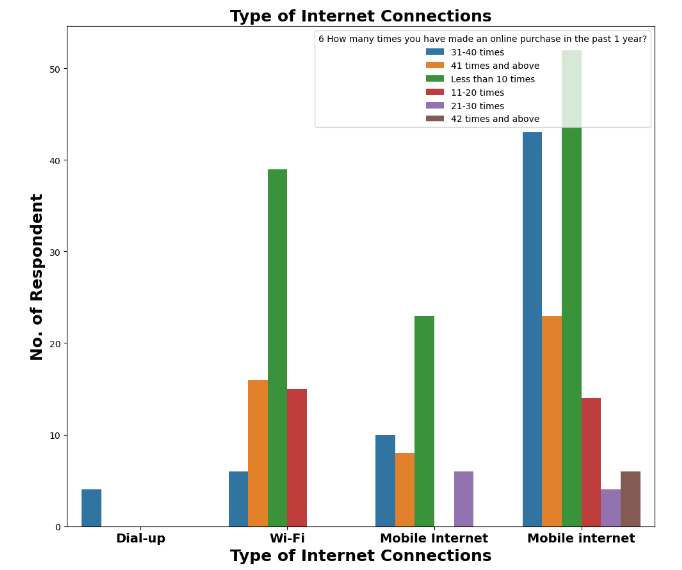 Type of Internet Connections
6 How many times you have made an online purchase in the past 1 year?
31-40 times
41 times and above
Less than 10 times
11-20 times
21-30 times
42 times and above
No. of Respondent
50
40
30
20
10
0
Dial-up Wi-Fi Mobile Internet Mobile internet
Type of Internet Connections